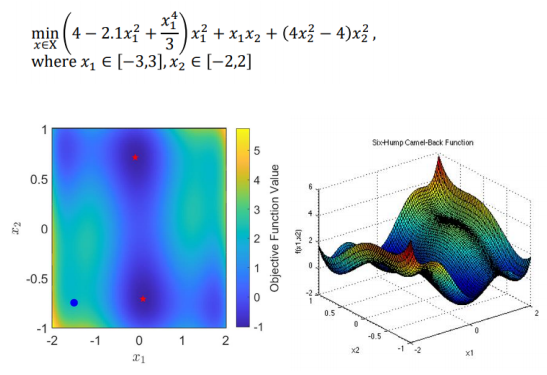 min x∈X (4 − 2.1x₁² + x₁⁴/3) x₁² + x₁x₂ + (4x₂² − 4)x₂² ,
where x₁ ∈ [−3,3], x₂ ∈ [−2,2]
1
0.5
0
-0.5
-1
x₂
-2 -1 0 1 2
x₁
5
4
3
2
1
0
-1
Objective Function Value
Six-Hump Camel-Back Function
6
4
2
0
-2
f(x1,x2)
1
0.5
0
-0.5
-1
x2
-2
0
2
x1